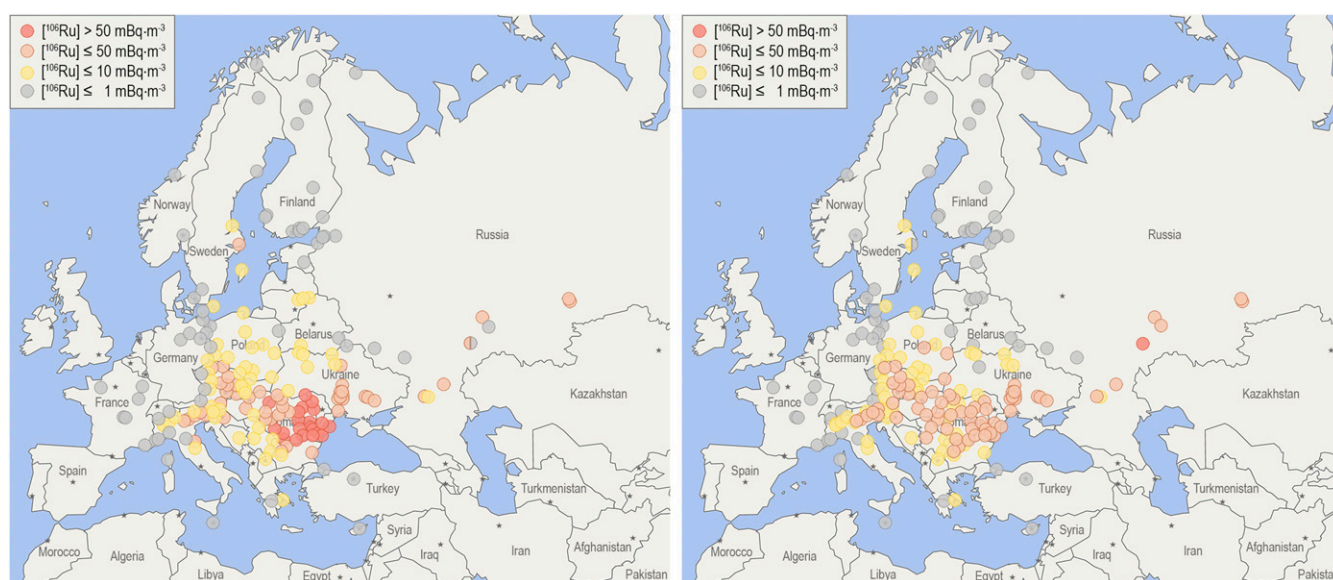 [¹⁰⁶Ru] > 50 mBq·m⁻³
[¹⁰⁶Ru] ≤ 50 mBq·m⁻³
[¹⁰⁶Ru] ≤ 10 mBq·m⁻³
[¹⁰⁶Ru] ≤ 1 mBq·m⁻³
Norway
Finland
Sweden
Russia
Belarus
Germany
Ukraine
France
Kazakhstan
Spain
Turkey
Turkmenistan
Syria
Morocco
Algeria
Iraq
Iran
Afghanistan
Libya
Egypt
Pakistan
[¹⁰⁶Ru] > 50 mBq·m⁻³
[¹⁰⁶Ru] ≤ 50 mBq·m⁻³
[¹⁰⁶Ru] ≤ 10 mBq·m⁻³
[¹⁰⁶Ru] ≤ 1 mBq·m⁻³
Norway
Finland
Sweden
Russia
Belarus
Germany
Ukraine
France
Kazakhstan
Spain
Turkey
Turkmenistan
Syria
Morocco
Algeria
Iraq
Iran
Afghanistan
Libya
Egypt
Pakistan